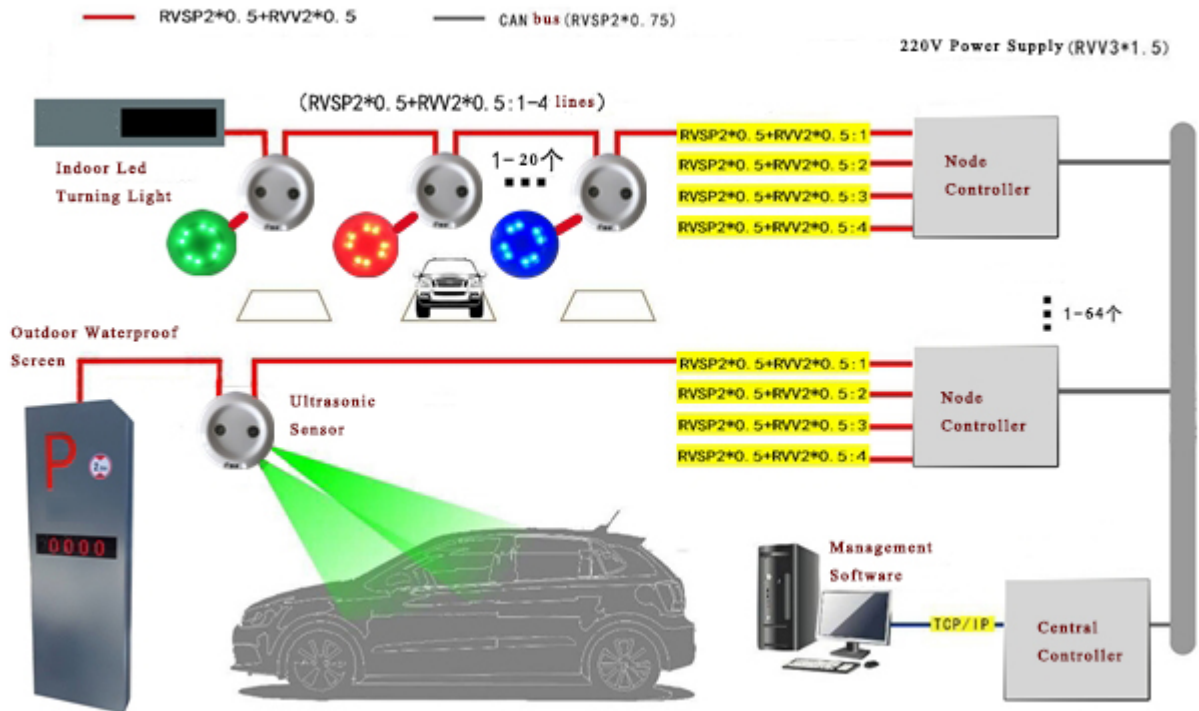 RVSP2*0.5+RVV2*0.5
CAN bus(RVSP2*0.75)
220V Power Supply(RVV3*1.5)
(RVSP2*0.5+RVV2*0.5:1-4 lines)
Indoor Led
Turning Light
1-20个
RVSP2*0.5+RVV2*0.5:1
RVSP2*0.5+RVV2*0.5:2
RVSP2*0.5+RVV2*0.5:3
RVSP2*0.5+RVV2*0.5:4
Node
Controller
1-64个
Outdoor Waterproof
Screen
P
0000
Ultrasonic
Sensor
RVSP2*0.5+RVV2*0.5:1
RVSP2*0.5+RVV2*0.5:2
RVSP2*0.5+RVV2*0.5:3
RVSP2*0.5+RVV2*0.5:4
Node
Controller
Management
Software
TCP/IP
Central
Controller